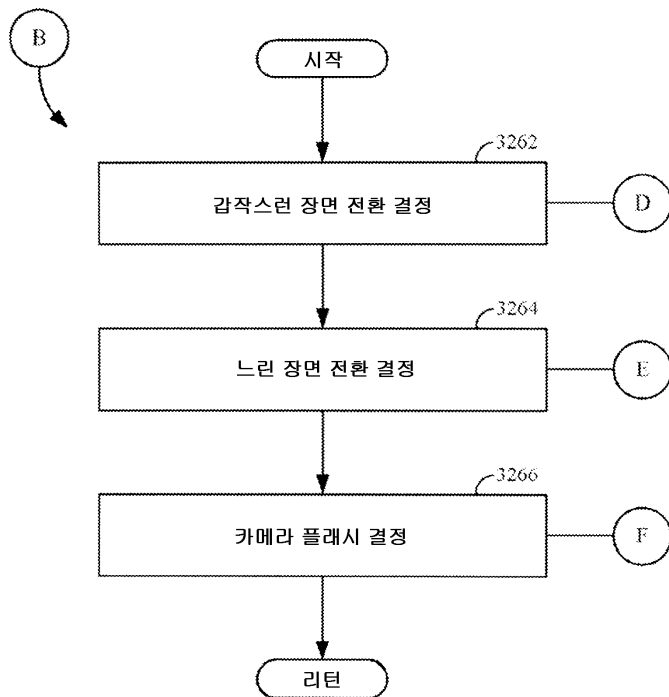 B
시작
3262
갑작스런 장면 전환 결정
D
3264
느린 장면 전환 결정
E
3266
카메라 플래시 결정
F
리턴